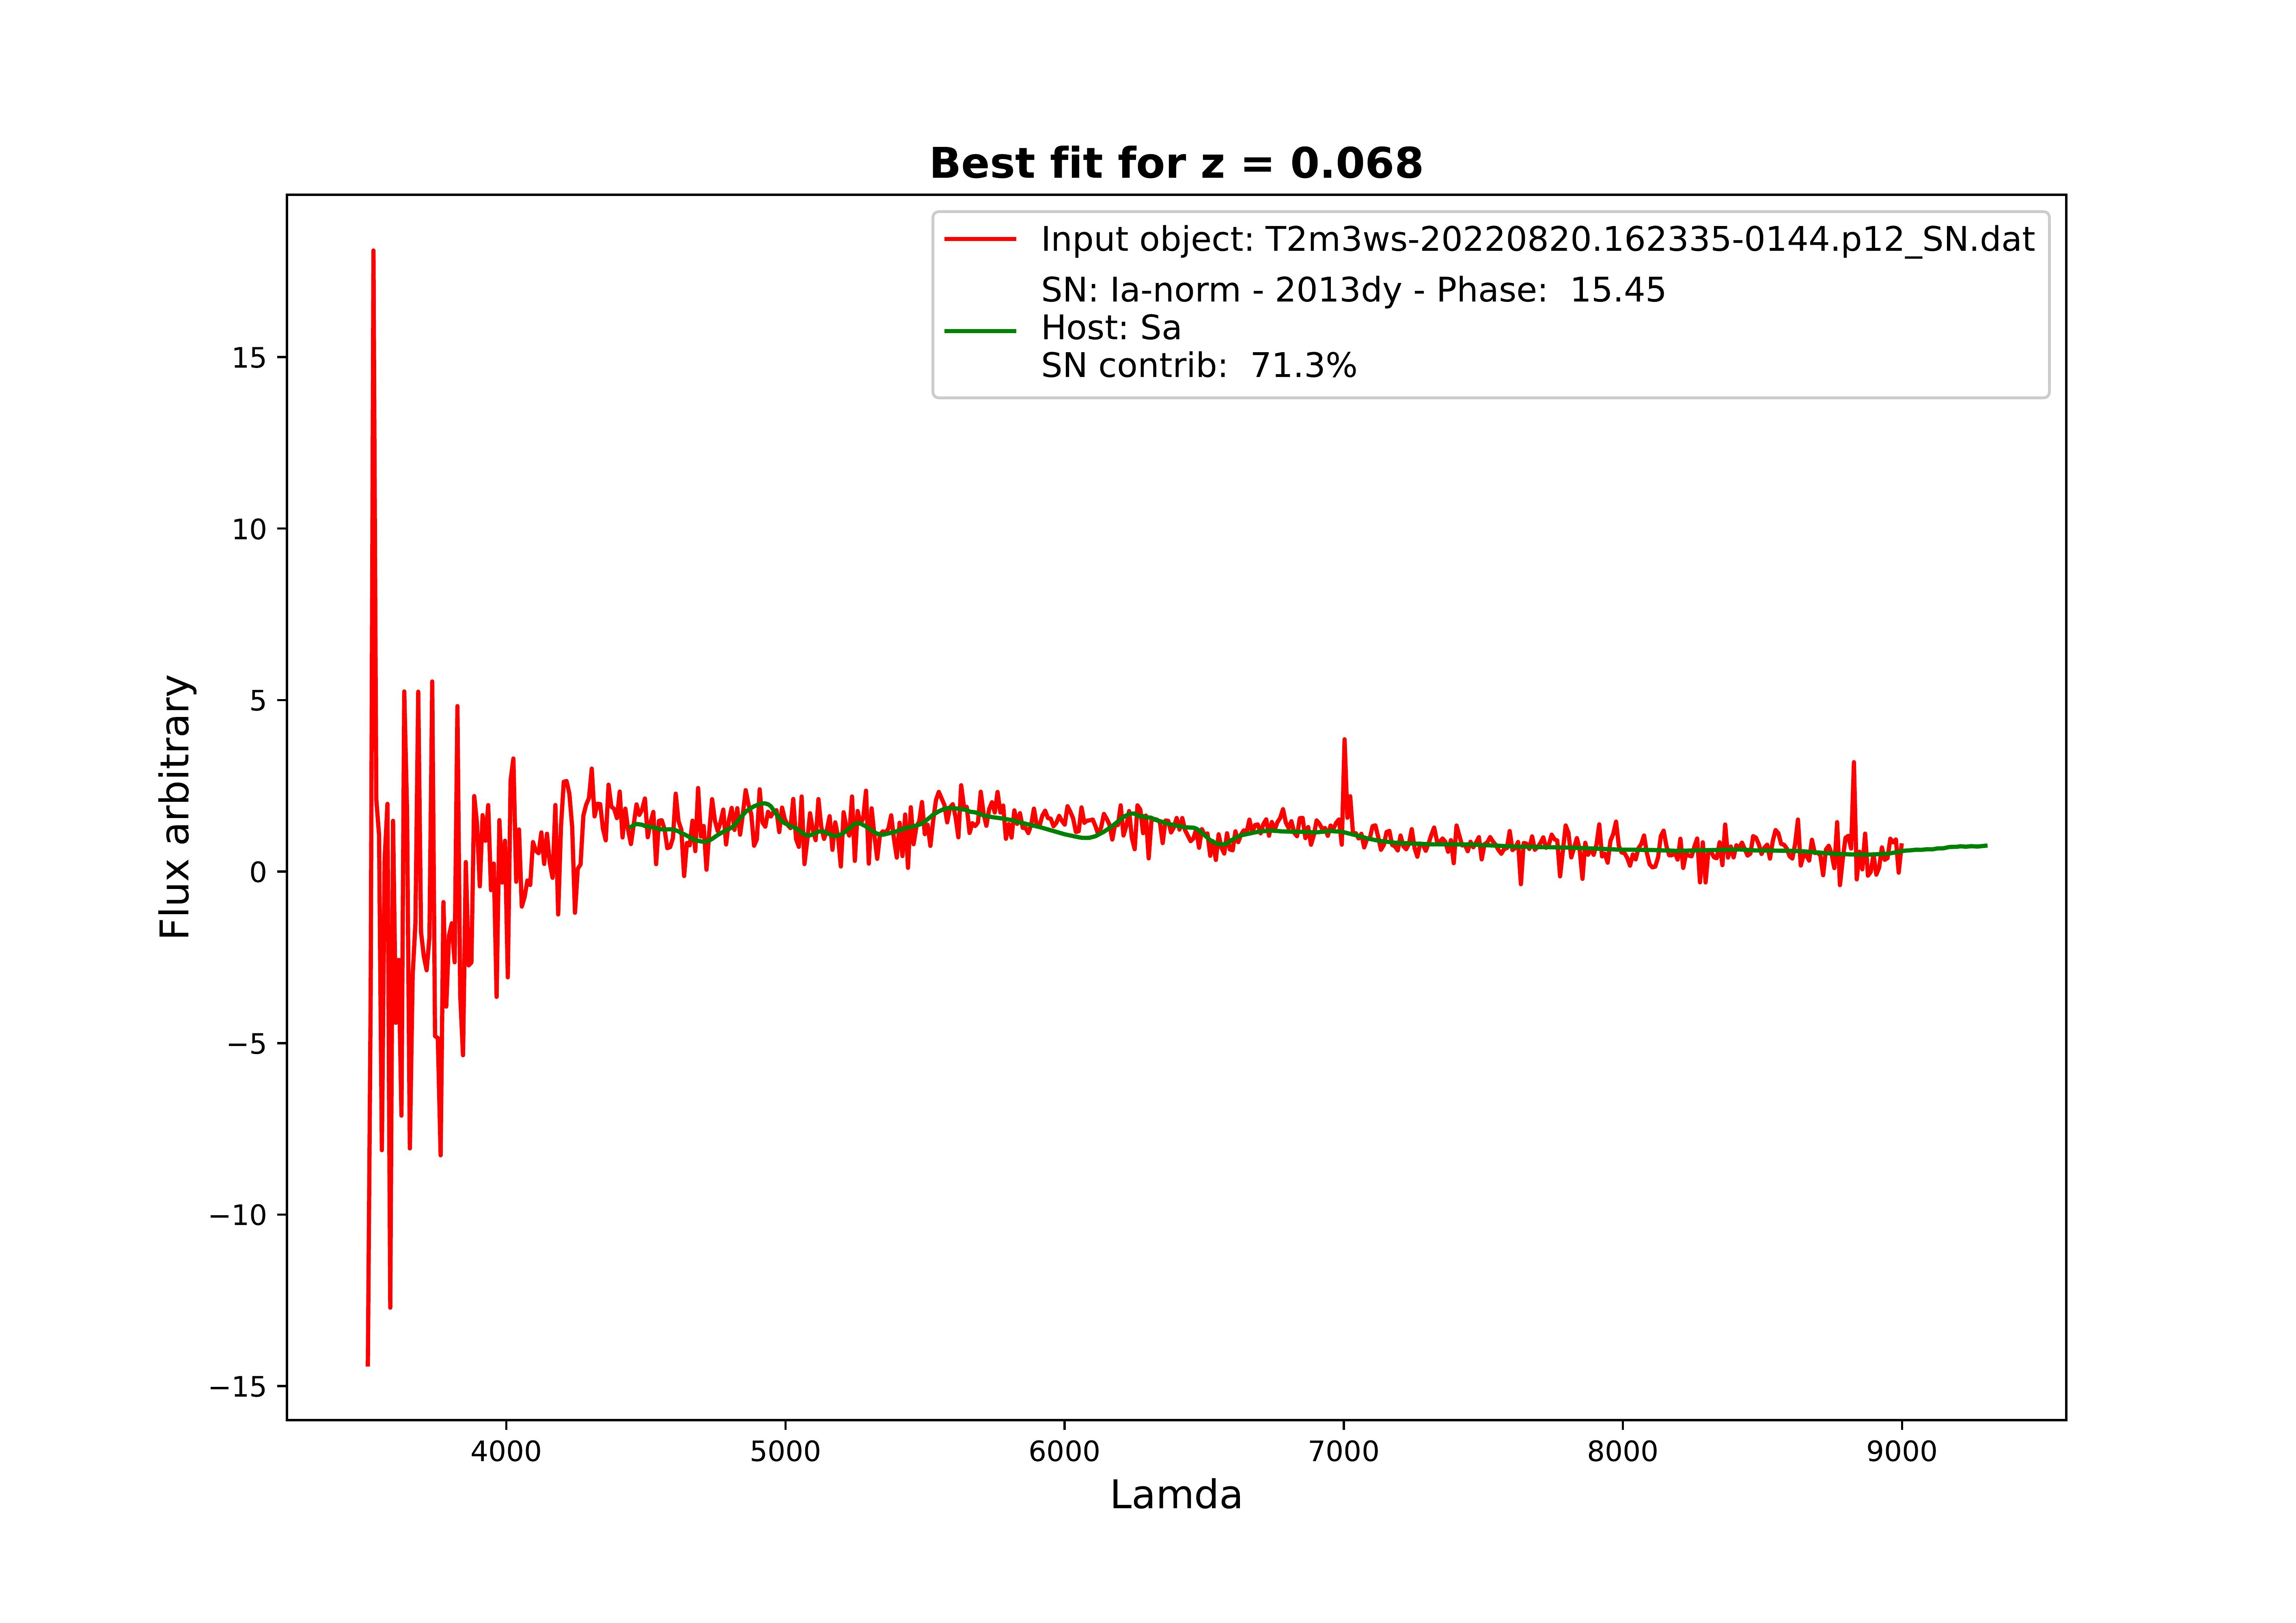 Best fit for z = 0.068
Input object: T2m3ws-20220820.162335-0144.p12_SN.dat
SN: Ia-norm - 2013dy - Phase:  15.45
Host: Sa
SN contrib:  71.3%
Flux arbitrary
15
10
5
0
−5
−10
−15
4000 5000 6000 7000 8000 9000
Lamda